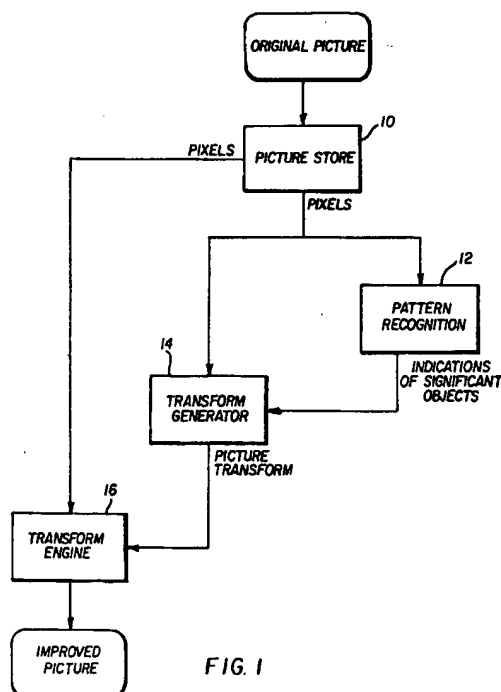 ORIGINAL PICTURE
10
PICTURE STORE
PIXELS
PIXELS
12
PATTERN
RECOGNITION
INDICATIONS
OF SIGNIFICANT
OBJECTS
14
TRANSFORM
GENERATOR
PICTURE
TRANSFORM
16
TRANSFORM
ENGINE
IMPROVED
PICTURE
FIG. 1